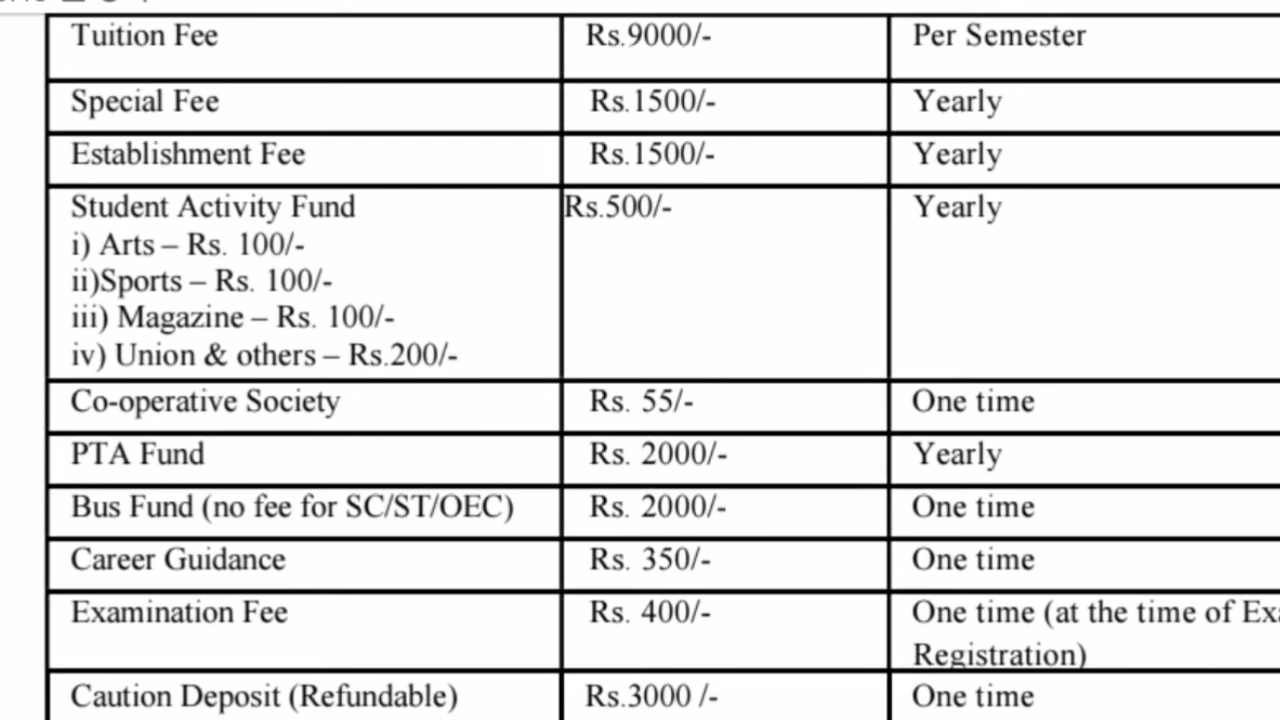 Tuition Fee Rs.9000/- Per Semester
Special Fee Rs.1500/- Yearly
Establishment Fee Rs.1500/- Yearly
Student Activity Fund Rs.500/- Yearly
i) Arts – Rs. 100/-
ii)Sports – Rs. 100/-
iii) Magazine – Rs. 100/-
iv) Union & others – Rs.200/-
Co-operative Society Rs. 55/- One time
PTA Fund Rs. 2000/- Yearly
Bus Fund (no fee for SC/ST/OEC) Rs. 2000/- One time
Career Guidance Rs. 350/- One time
Examination Fee Rs. 400/- One time (at the time of
Registration)
Caution Deposit (Refundable) Rs.3000 /- One time